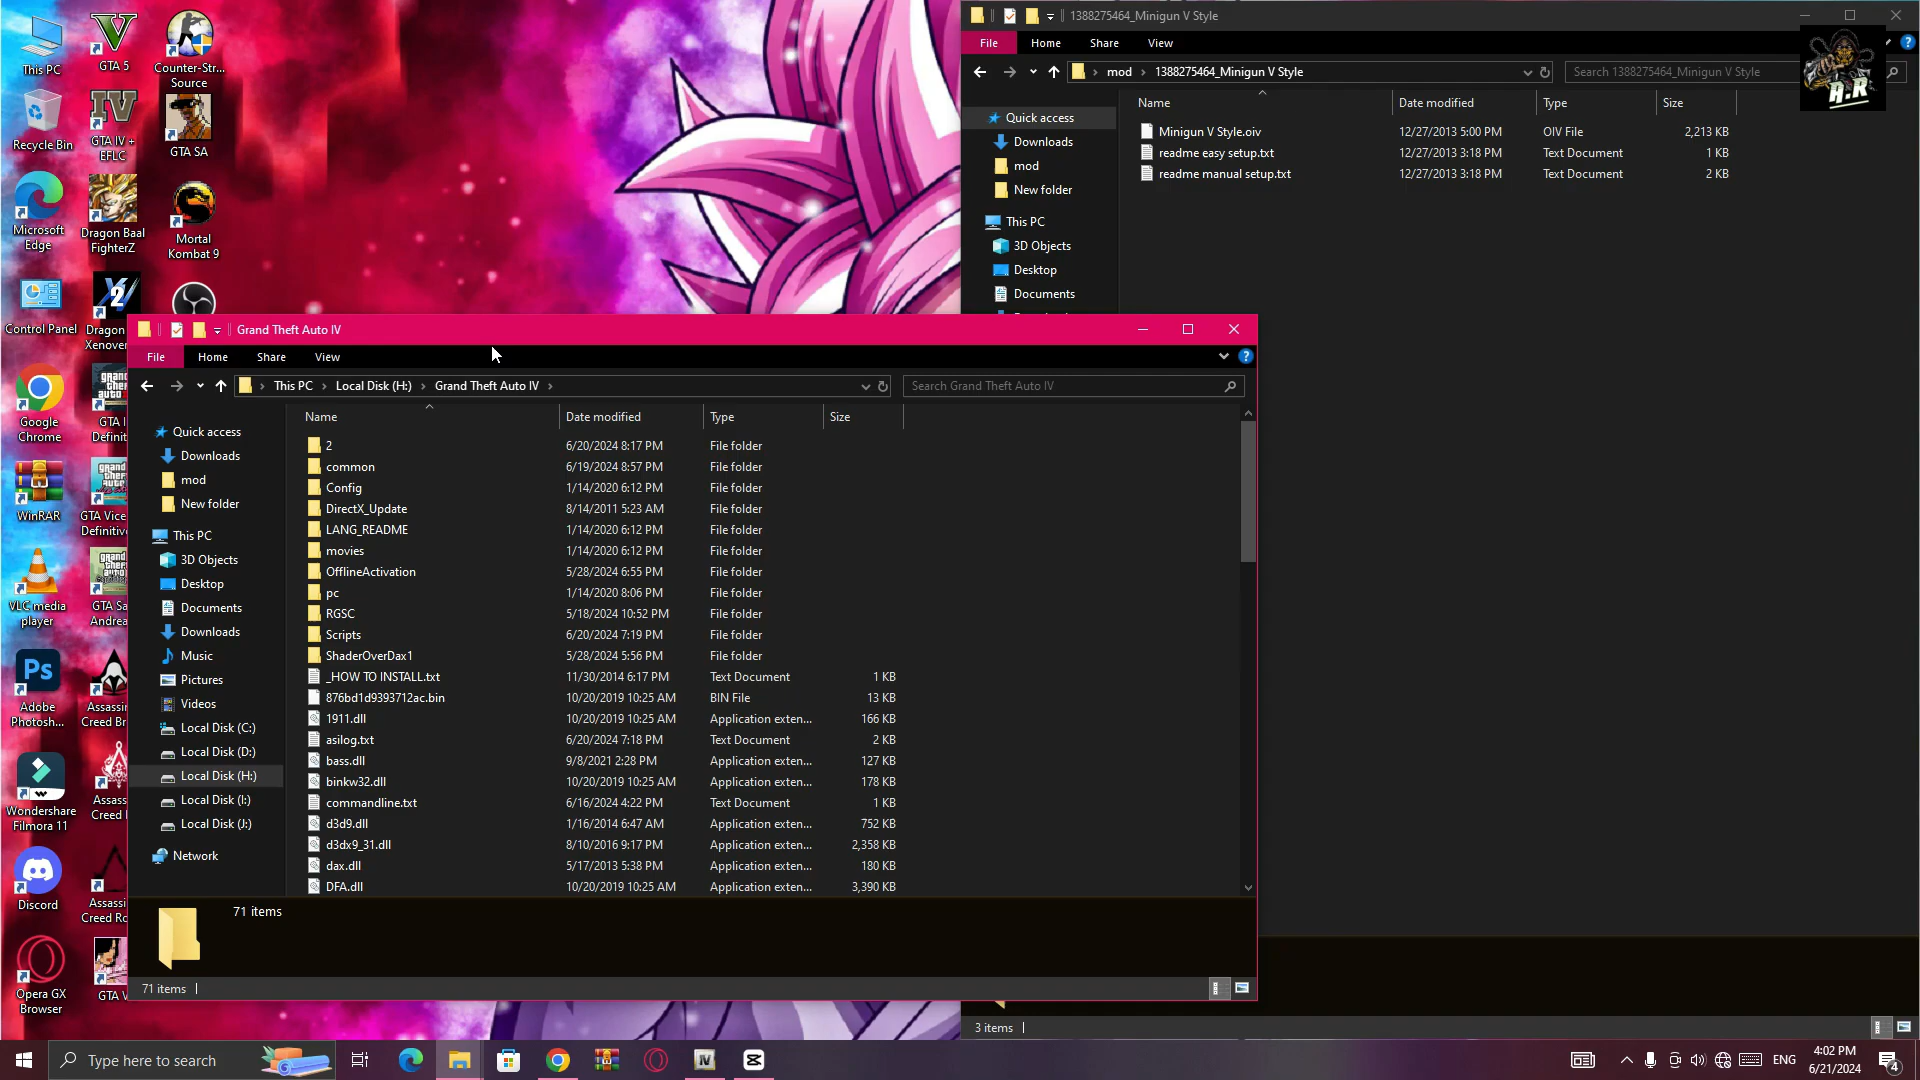 This PC
GTA 5
Counter-Str...
Source
Recycle Bin
GTA IV +
EFLC
GTA SA
Microsoft
Edge
Dragon Baal
FighterZ
Mortal
Kombat 9
Control Panel
Dragon
Xenover
Google
Chrome
GTA I
Definit
WinRAR
GTA Vice
Definitiv
VLC media
player
GTA Sa
Andrea
Adobe
Photosh...
Assassin
Creed Br
Wondershare
Filmora 11
Assass
Creed
Discord
Assassi
Creed Ro
Opera GX
Browser
GTA V
1388275464_Minigun V Style
File
Home
Share
View
mod
1388275464_Minigun V Style
Search 1388275464_Minigun V Style
A.R
Name
Date modified
Type
Size
Quick access
Downloads
mod
New folder
This PC
3D Objects
Desktop
Documents
Minigun V Style.oiv 12/27/2013 5:00 PM OIV File 2,213 KB
readme easy setup.txt 12/27/2013 3:18 PM Text Document 1 KB
readme manual setup.txt 12/27/2013 3:18 PM Text Document 2 KB
3 items
Grand Theft Auto IV
File
Home
Share
View
This PC
Local Disk (H:)
Grand Theft Auto IV
Search Grand Theft Auto IV
Quick access
Downloads
mod
New folder
This PC
3D Objects
Desktop
Documents
Downloads
Music
Pictures
Videos
Local Disk (C:)
Local Disk (D:)
Local Disk (H:)
Local Disk (I:)
Local Disk (J:)
Network
Name Date modified Type Size
2 6/20/2024 8:17 PM File folder
common 6/19/2024 8:57 PM File folder
Config 1/14/2020 6:12 PM File folder
DirectX_Update 8/14/2011 5:23 AM File folder
LANG_README 1/14/2020 6:12 PM File folder
movies 1/14/2020 6:12 PM File folder
OfflineActivation 5/28/2024 6:55 PM File folder
pc 1/14/2020 8:06 PM File folder
RGSC 5/18/2024 10:52 PM File folder
Scripts 6/20/2024 7:19 PM File folder
ShaderOverDax1 5/28/2024 5:56 PM File folder
_HOW TO INSTALL.txt 11/30/2014 6:17 PM Text Document 1 KB
876bd1d9393712ac.bin 10/20/2019 10:25 AM BIN File 13 KB
1911.dll 10/20/2019 10:25 AM Application exten... 166 KB
asilog.txt 6/20/2024 7:18 PM Text Document 2 KB
bass.dll 9/8/2021 2:28 PM Application exten... 127 KB
binkw32.dll 10/20/2019 10:25 AM Application exten... 178 KB
commandline.txt 6/16/2024 4:22 PM Text Document 1 KB
d3d9.dll 1/16/2014 6:47 AM Application exten... 752 KB
d3dx9_31.dll 8/10/2016 9:17 PM Application exten... 2,358 KB
dax.dll 5/17/2013 5:38 PM Application exten... 180 KB
DFA.dll 10/20/2019 10:25 AM Application exten... 3,390 KB
71 items
71 items
Type here to search
ENG
4:02 PM
6/21/2024
4